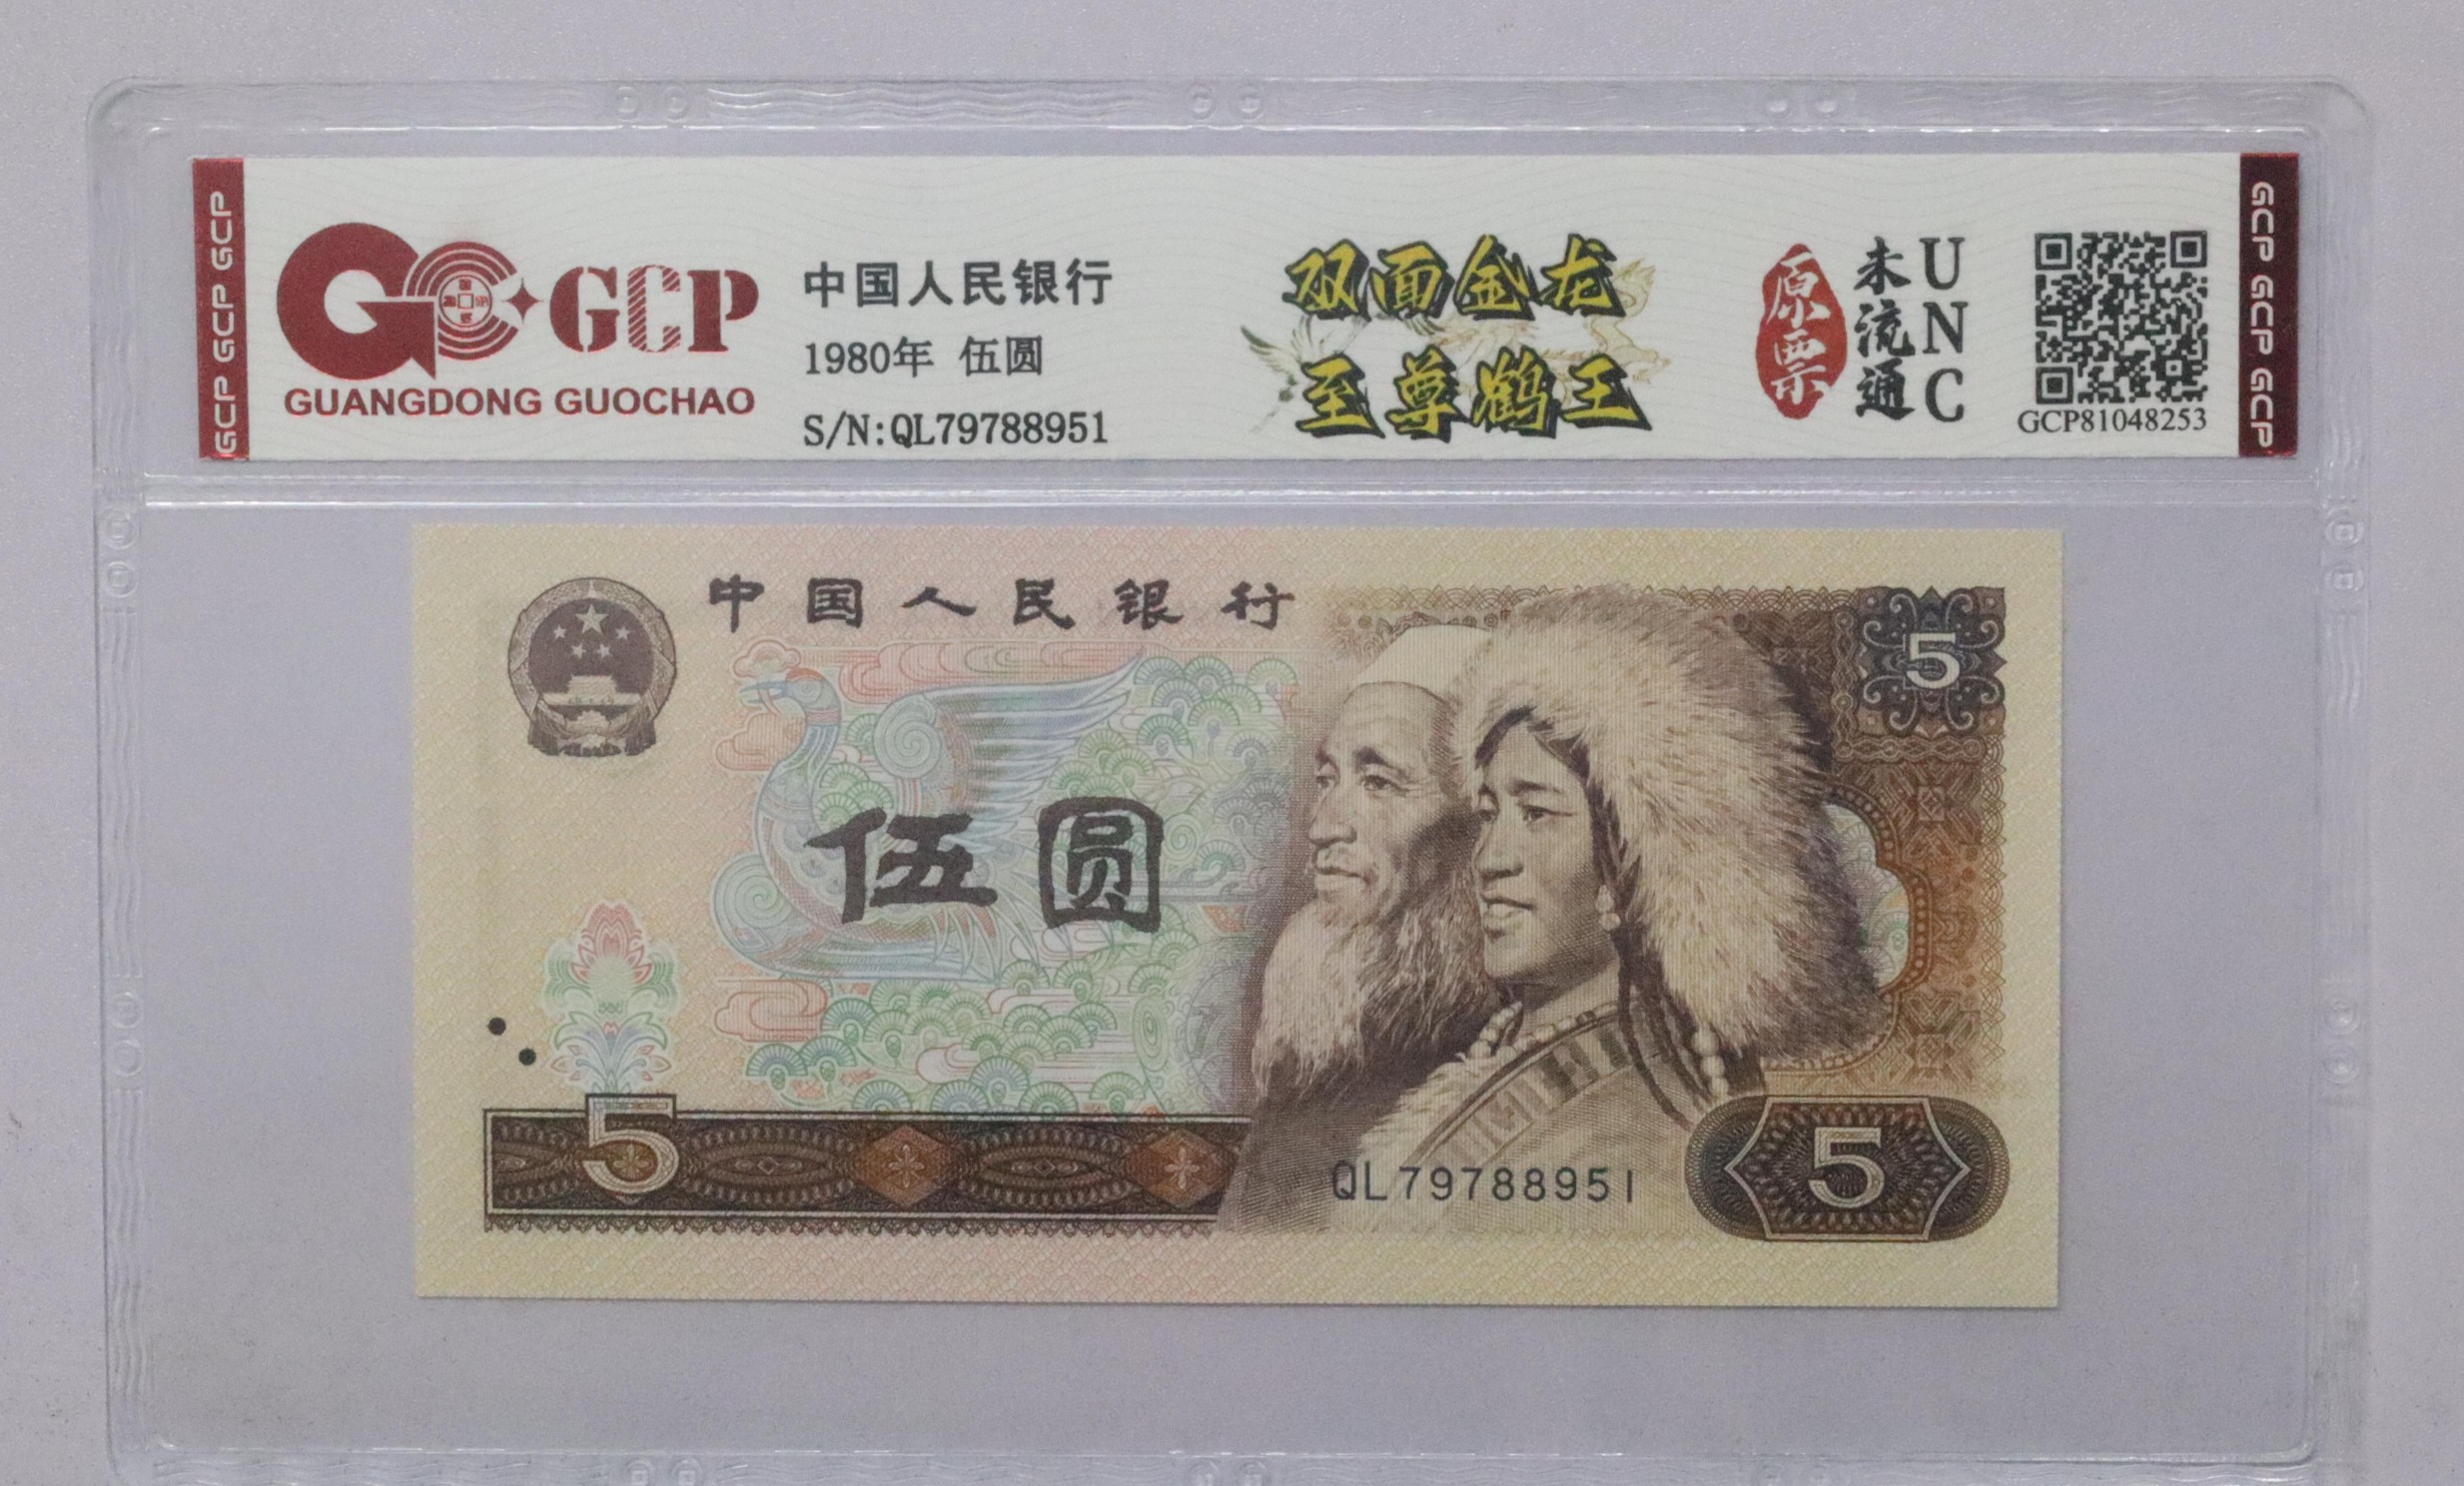 GCP GCP GCP
GCP
GUANGDONG GUOCHAO
中国人民银行
1980年 伍圆
S/N:QL79788951
双面金龙
至尊鹤王
原票
未流通
UNC
GCP81048253
GCP GCP GCP
中国人民银行
伍圆
5
5
QL79788951
5